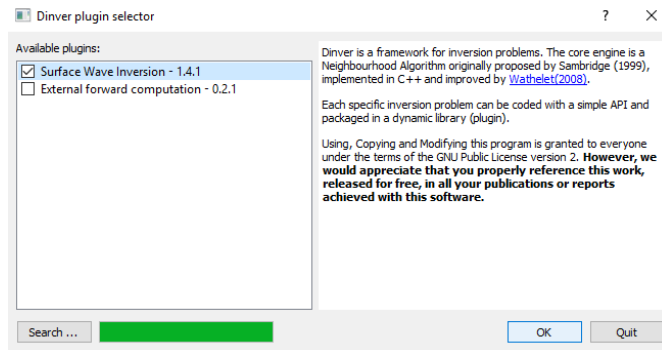 Dinver plugin selector
Available plugins:
Surface Wave Inversion - 1.4.1
External forward computation - 0.2.1
Dinver is a framework for inversion problems. The core engine is a
Neighbourhood Algorithm originally proposed by Sambridge (1999),
implemented in C++ and improved by Wathelet(2008).
Each specific inversion problem can be coded with a simple API and
packaged in a dynamic library (plugin).
Using, Copying and Modifying this program is granted to everyone
under the terms of the GNU Public License version 2. However, we
would appreciate that you properly reference this work,
released for free, in all your publications or reports
achieved with this software.
Search ...
OK
Quit